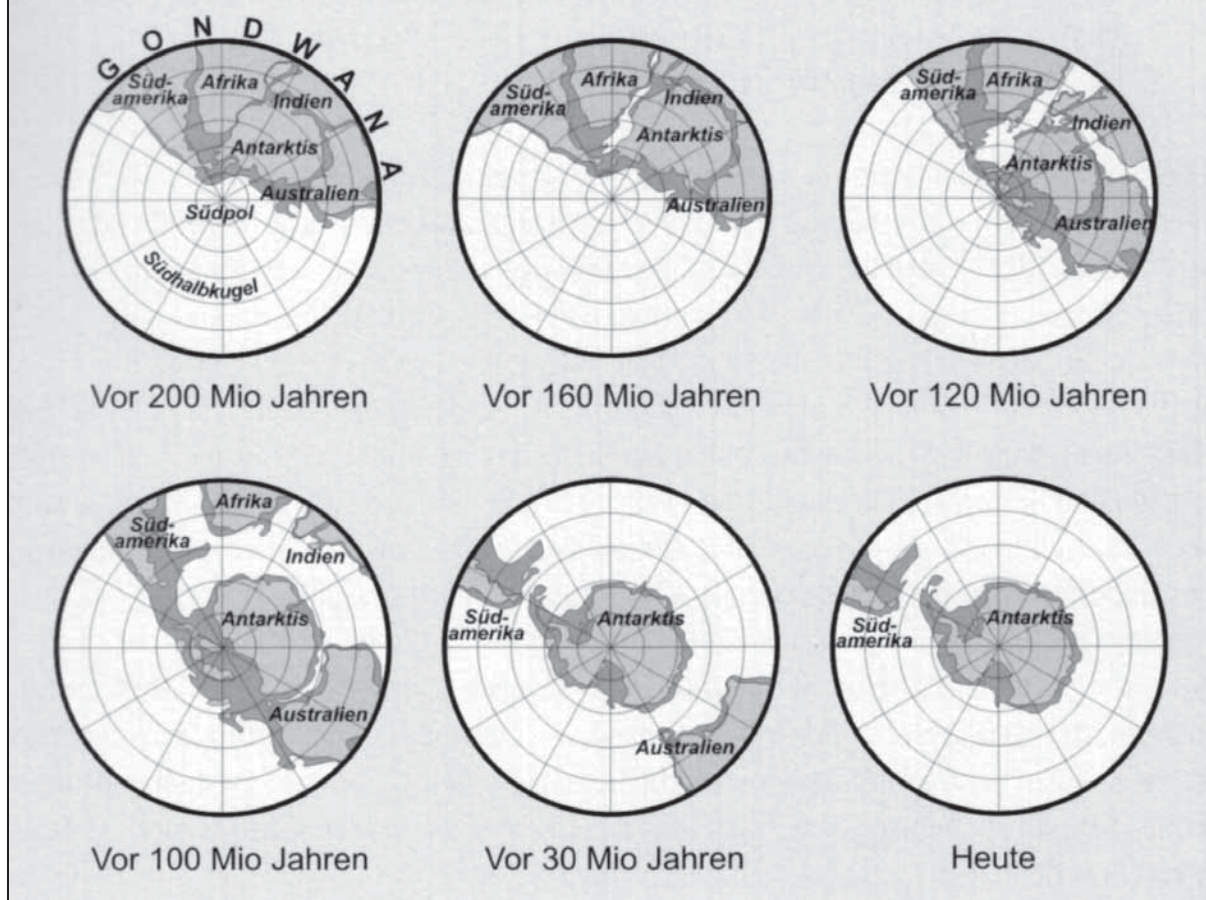 GONDWANA
Süd-
amerika
Afrika
Indien
Antarktis
Australien
Südpol
Südhalbkugel
Vor 200 Mio Jahren
Süd-
amerika
Afrika
Indien
Antarktis
Australien
Vor 160 Mio Jahren
Süd-
amerika
Afrika
Indien
Antarktis
Australien
Vor 120 Mio Jahren
Süd-
amerika
Afrika
Indien
Antarktis
Australien
Vor 100 Mio Jahren
Süd-
amerika
Antarktis
Australien
Vor 30 Mio Jahren
Süd-
amerika
Antarktis
Heute